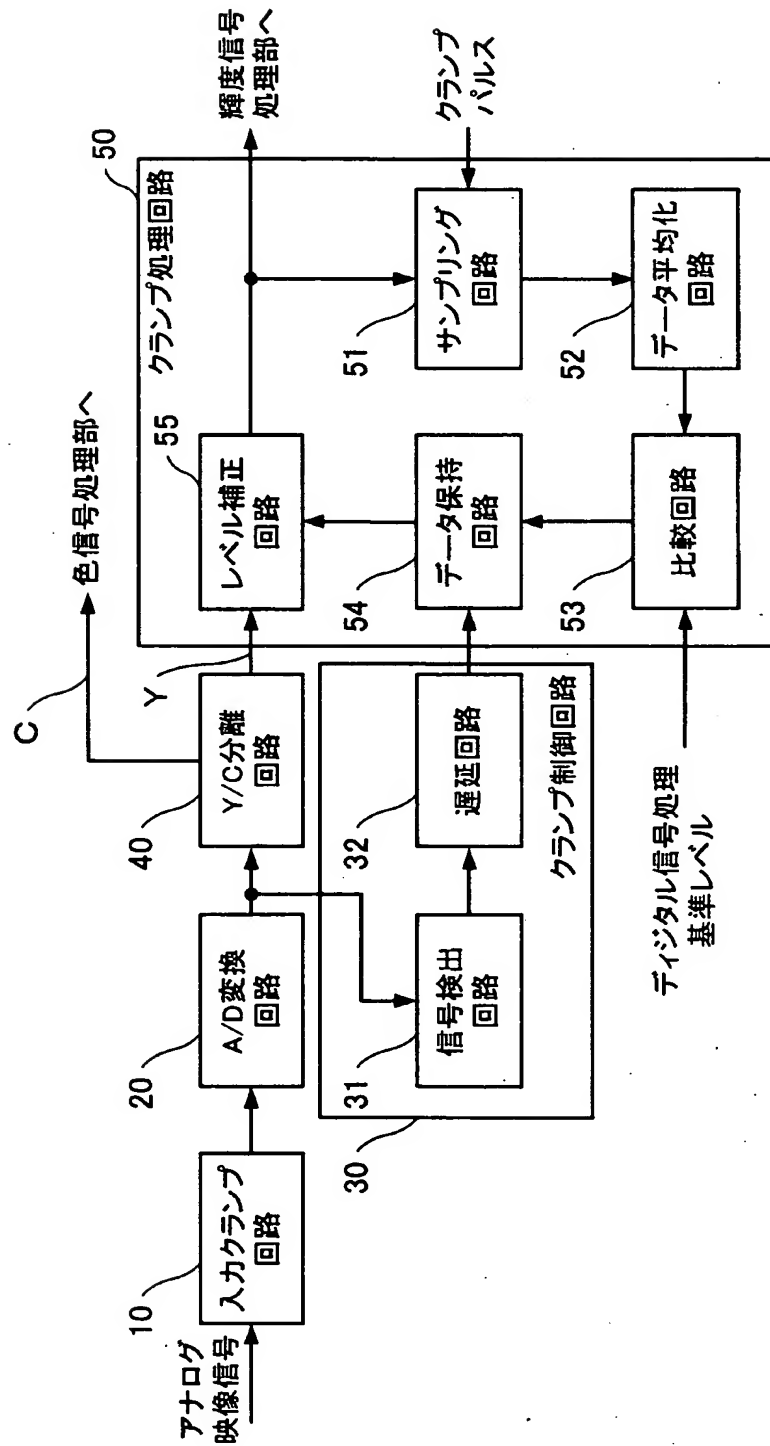 アナログ
映像信号
10
入力クランプ
回路
20
A/D変換
回路
40
Y/C分離
回路
C
色信号処理部へ
Y
55
レベル補正
回路
クランプ処理回路
50
輝度信号
処理部へ
30
31
信号検出
回路
32
遅延回路
クランプ制御回路
54
データ保持
回路
51
サンプリング
回路
クランプ
パルス
ディジタル信号処理
基準レベル
53
比較回路
52
データ平均化
回路